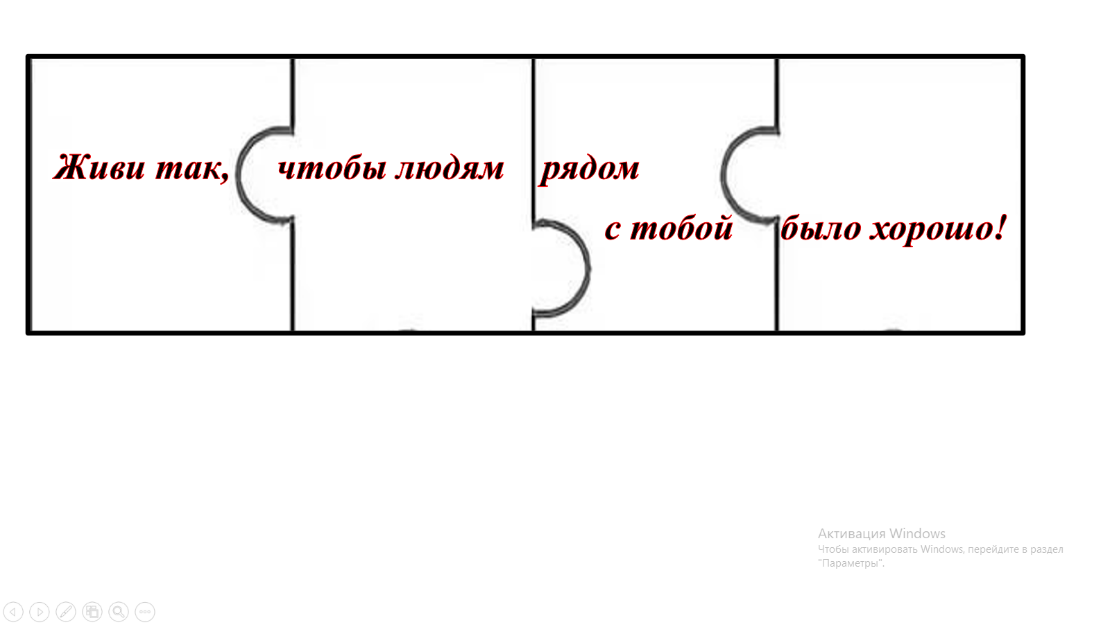 Живи так, чтобы людям рядом
с тобой было хорошо!
Активация Windows
Чтобы активировать Windows, перейдите в раздел
"Параметры".